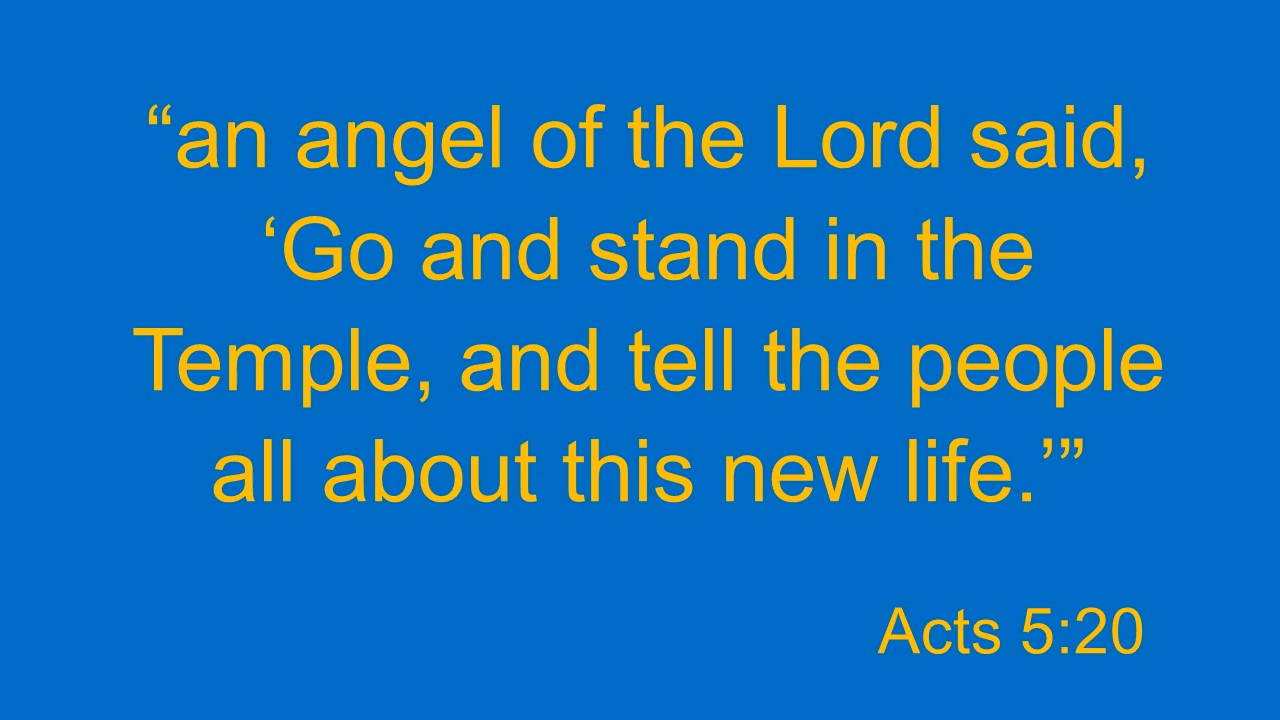 “an angel of the Lord said,
‘Go and stand in the
Temple, and tell the people
all about this new life.’”
Acts 5:20